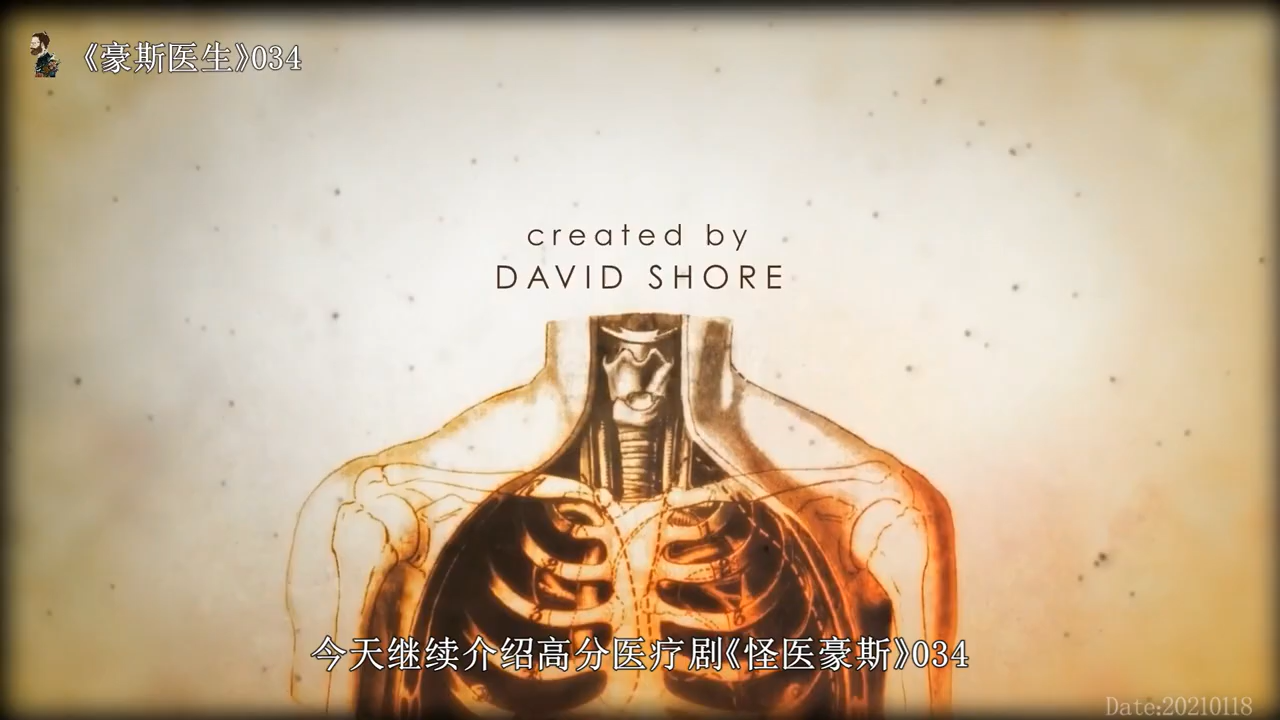 《豪斯医生》034
created by
DAVID SHORE
今天继续介绍高分医疗剧《怪医豪斯》034
Date:20210118